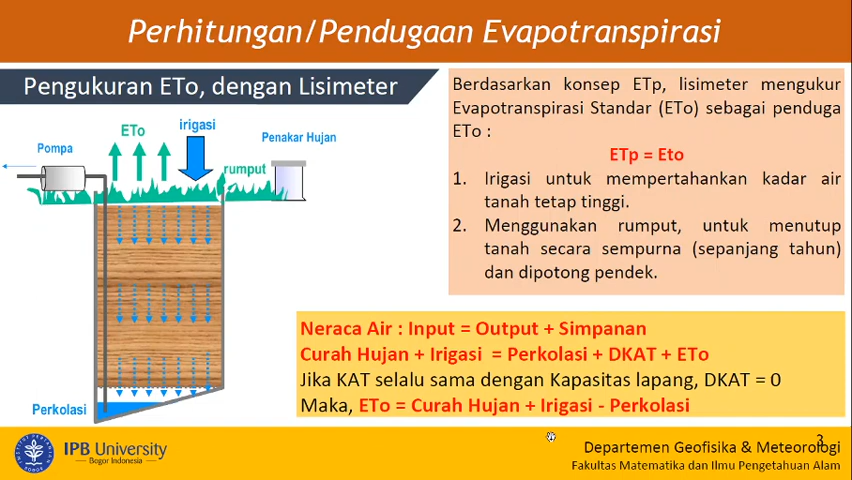 Perhitungan/Pendugaan Evapotranspirasi
Pengukuran ETo, dengan Lisimeter
ETo
irigasi
Penakar Hujan
Pompa
rumput
Perkolasi
Berdasarkan konsep ETp, lisimeter mengukur
Evapotranspirasi Standar (ETo) sebagai penduga
ETo :
ETp = Eto
1. Irigasi untuk mempertahankan kadar air
tanah tetap tinggi.
2. Menggunakan rumput, untuk menutup
tanah secara sempurna (sepanjang tahun)
dan dipotong pendek.
Neraca Air : Input = Output + Simpanan
Curah Hujan + Irigasi = Perkolasi + DKAT + ETo
Jika KAT selalu sama dengan Kapasitas lapang, DKAT = 0
Maka, ETo = Curah Hujan + Irigasi - Perkolasi
IPB University
Bogor Indonesia
3
Departemen Geofisika & Meteorologi
Fakultas Matematika dan Ilmu Pengetahuan Alam